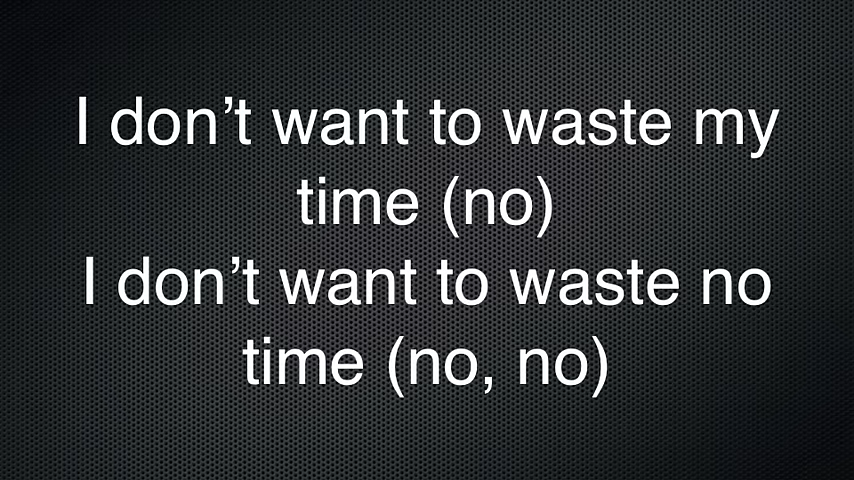 I don’t want to waste my
time (no)
I don’t want to waste no
time (no, no)